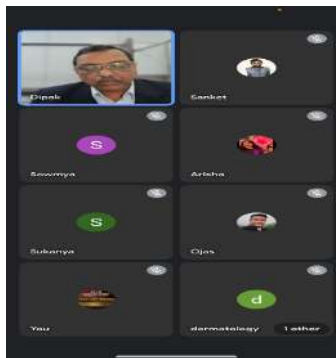 Dipak
Sanket
S
Sowmya
Arisha
S
Sukanya
Ojas
You
d
dermatology
1 other